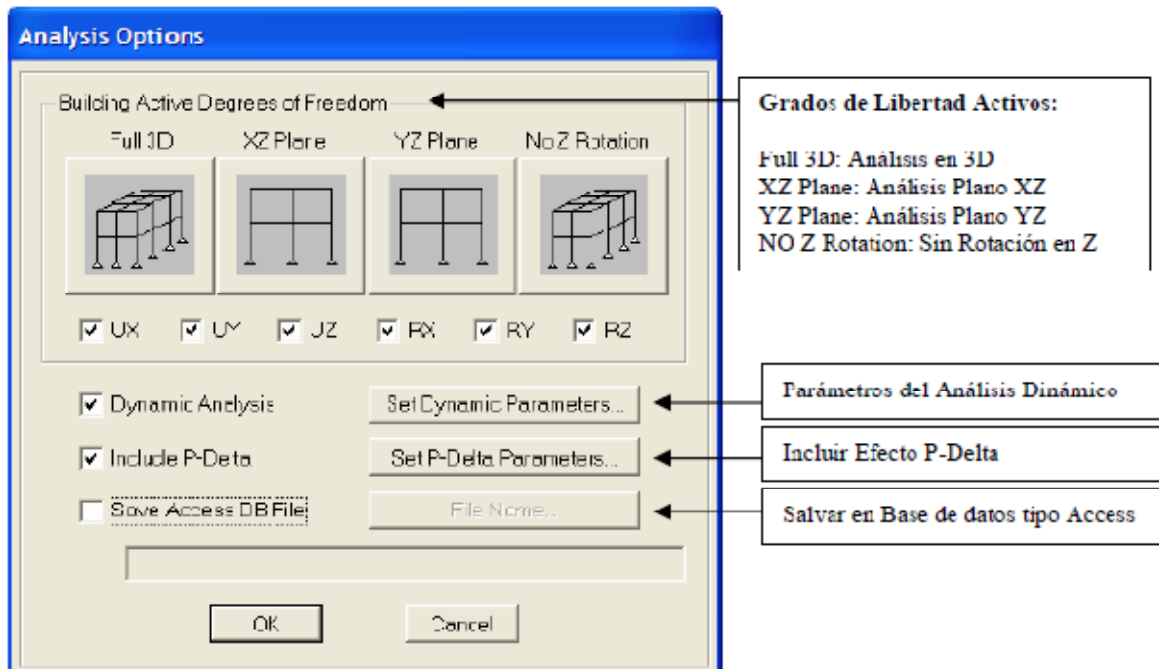 Analysis Options
Building Active Degrees of Freedom
Full 3D
XZ Plane
YZ Plane
No Z Rotation
UX
UY
UZ
RX
RY
RZ
Dynamic Analysis
Set Dynamic Parameters...
Include P-Delta
Set P-Delta Parameters...
Save Access DB File
File Name...
OK
Cancel
Grados de Libertad Activos:
Full 3D: Análisis en 3D
XZ Plane: Análisis Plano XZ
YZ Plane: Análisis Plano YZ
NO Z Rotation: Sin Rotación en Z
Parámetros del Análisis Dinámico
Incluir Efecto P-Delta
Salvar en Base de datos tipo Access